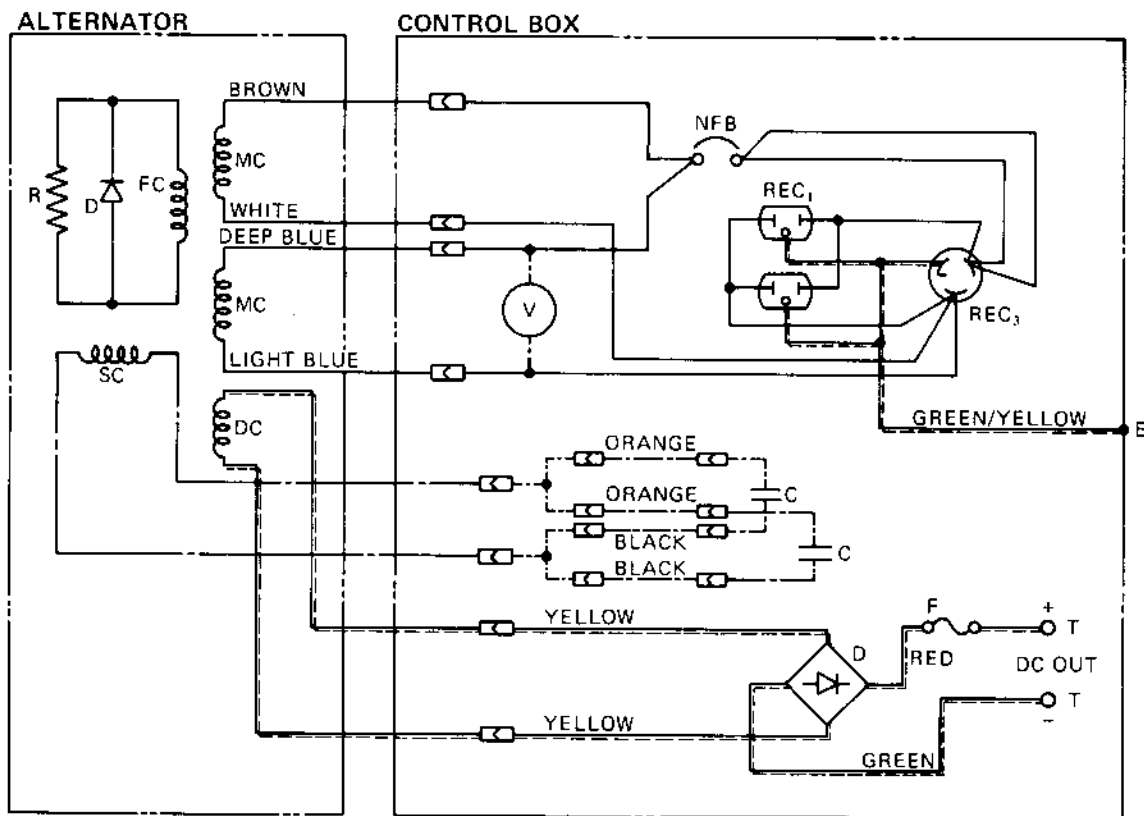 ALTERNATOR
CONTROL BOX
BROWN
NFB
MC
REC₁
R
D
FC
WHITE
DEEP BLUE
MC
V
REC₃
LIGHT BLUE
SC
DC
GREEN/YELLOW
E
ORANGE
ORANGE
C
BLACK
BLACK
C
YELLOW
F
+
T
D
RED
DC OUT
T
YELLOW
−
GREEN